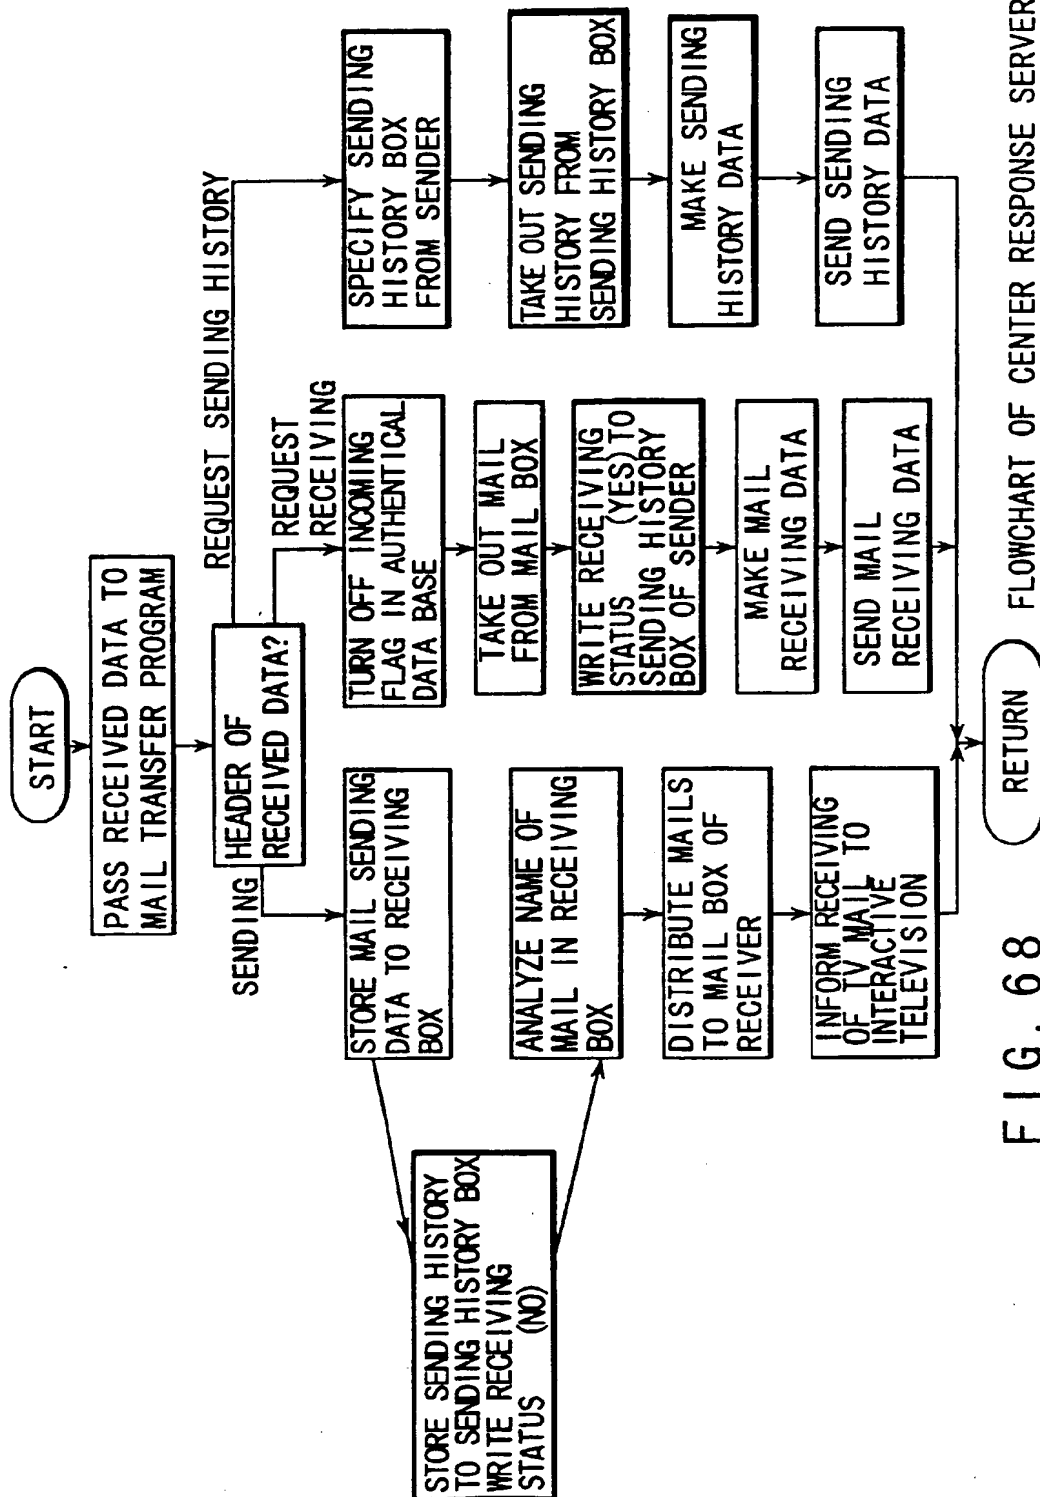 START
PASS RECEIVED DATA TO
MAIL TRANSFER PROGRAM
HEADER OF
RECEIVED DATA?
SENDING
REQUEST
RECEIVING
REQUEST SENDING HISTORY
STORE MAIL SENDING
DATA TO RECEIVING
BOX
STORE SENDING HISTORY
TO SENDING HISTORY BOX
WRITE RECEIVING
STATUS (NO)
ANALYZE NAME OF
MAIL IN RECEIVING
BOX
DISTRIBUTE MAILS
TO MAIL BOX OF
RECEIVER
INFORM RECEIVING
OF TV MAIL TO
INTERACTIVE
TELEVISION
TURN OFF INCOMING
FLAG IN AUTHENTICAL
DATA BASE
TAKE OUT MAIL
FROM MAIL BOX
WRITE RECEIVING
STATUS (YES) TO
SENDING HISTORY
BOX OF SENDER
MAKE MAIL
RECEIVING DATA
SEND MAIL
RECEIVING DATA
SPECIFY SENDING
HISTORY BOX
FROM SENDER
TAKE OUT SENDING
HISTORY FROM
SENDING HISTORY BOX
MAKE SENDING
HISTORY DATA
SEND SENDING
HISTORY DATA
RETURN
FIG. 68
FLOWCHART OF CENTER RESPONSE SERVER